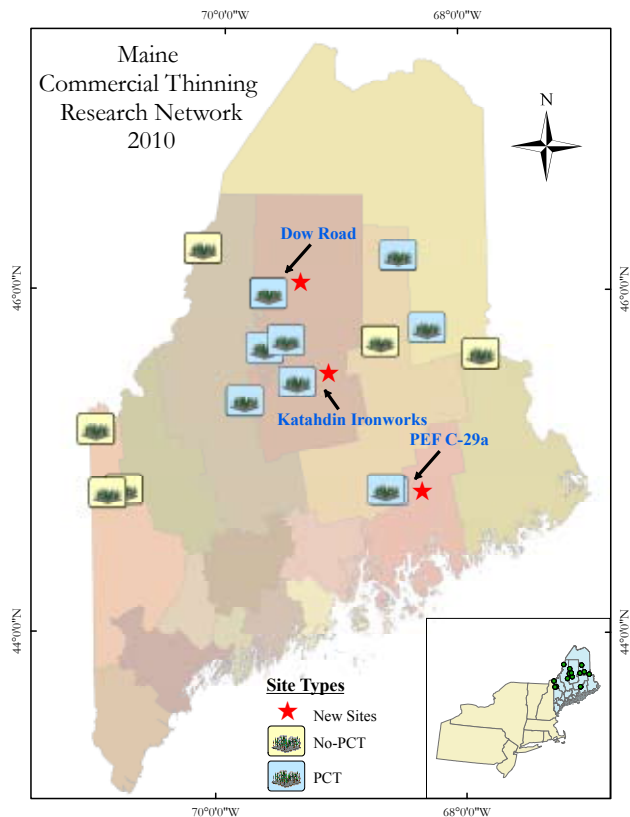 70°0'0"W
68°0'0"W
Maine
Commercial Thinning
Research Network
2010
N
Dow Road
46°0'0"N
46°0'0"N
Katahdin Ironworks
PEF C-29a
44°0'0"N
44°0'0"N
Site Types
New Sites
No-PCT
PCT
70°0'0"W
68°0'0"W